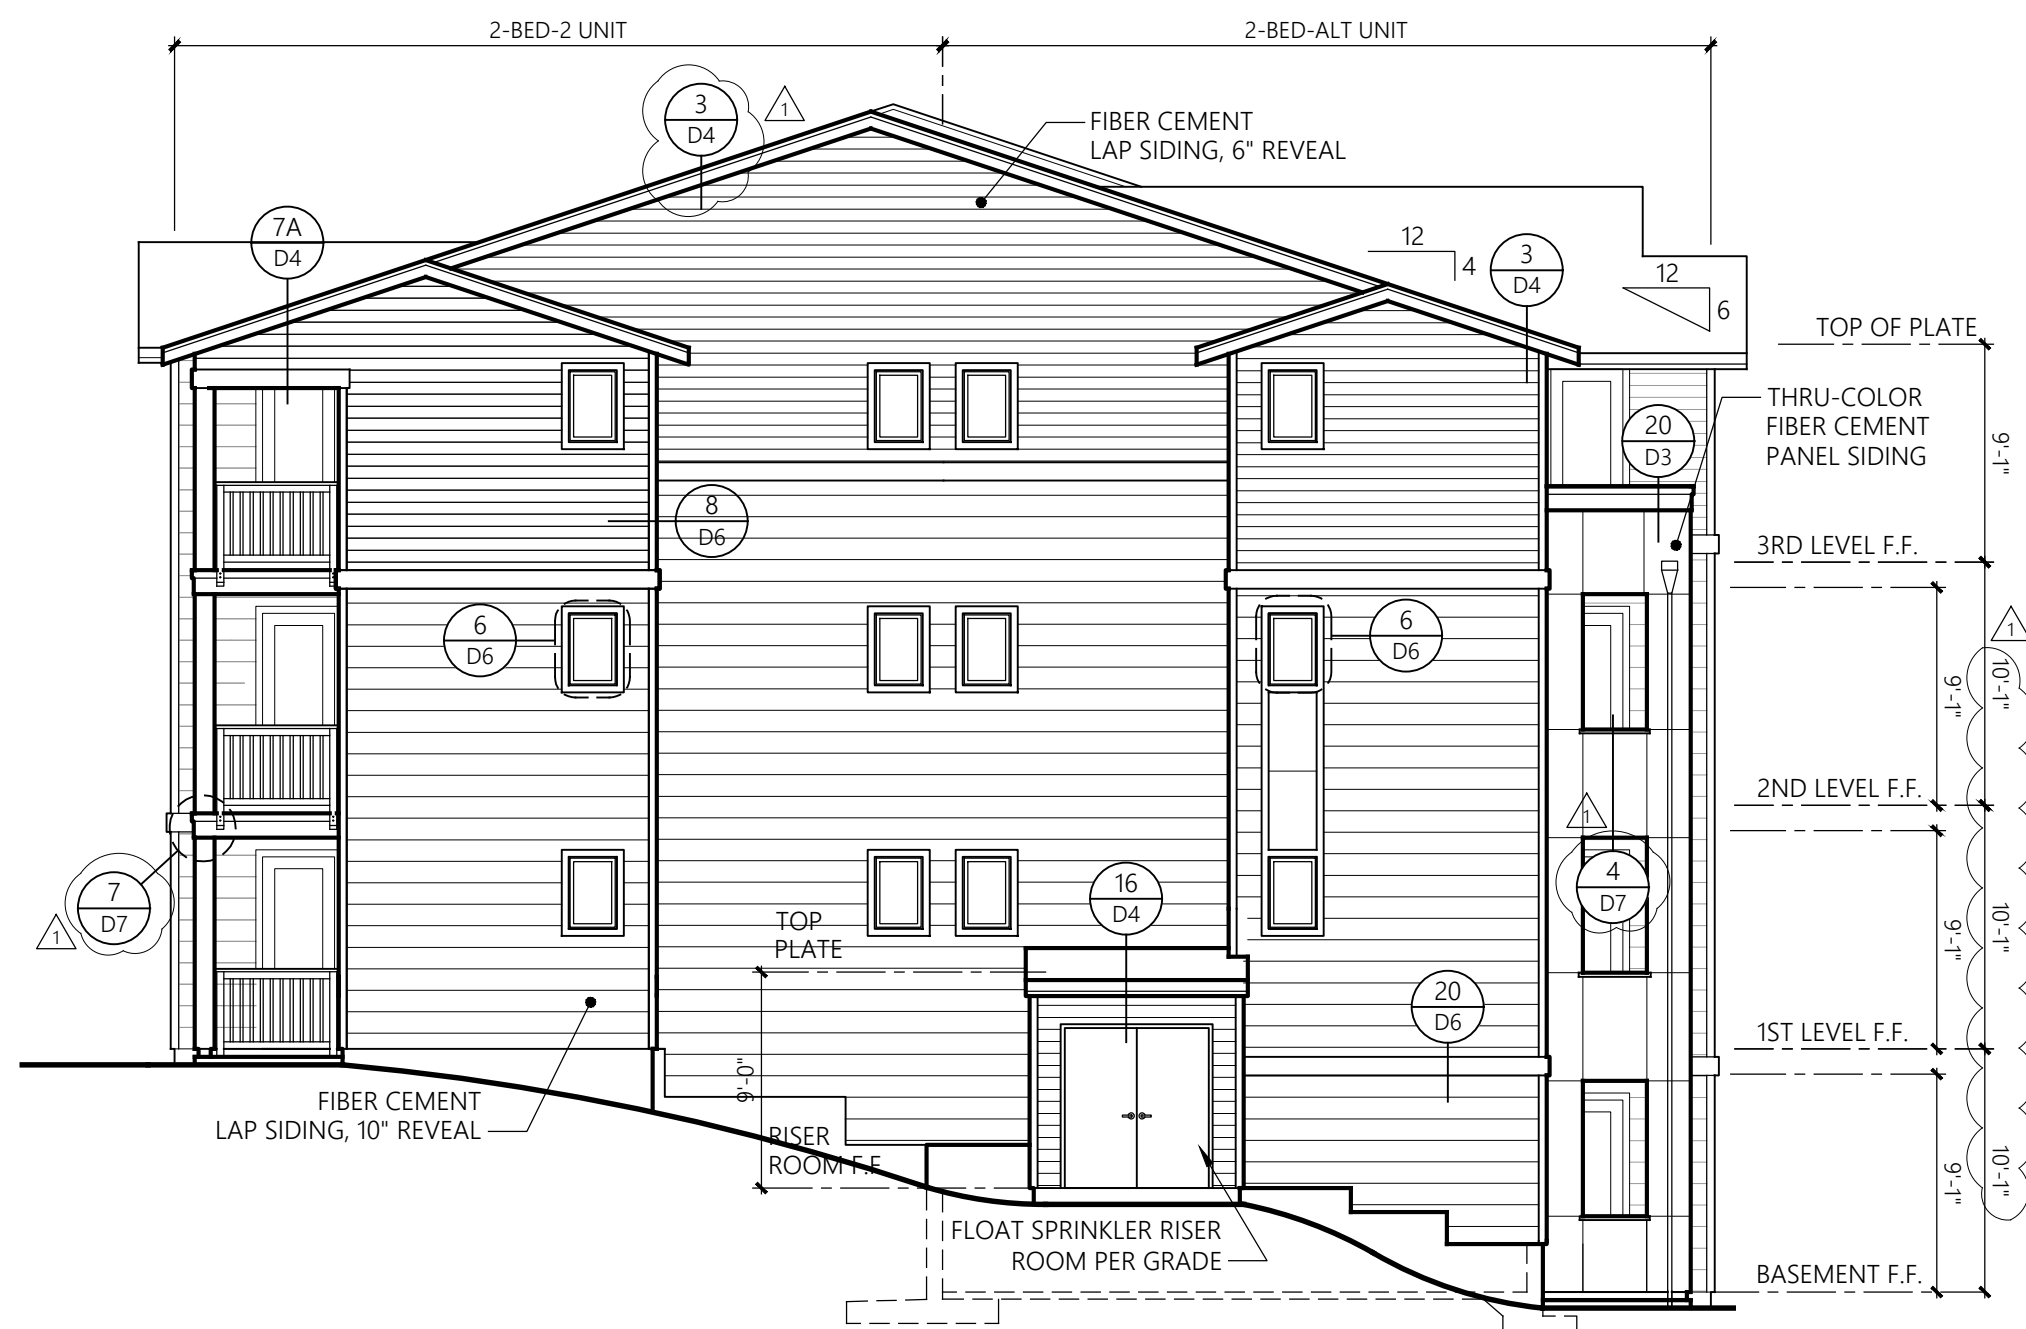 2-BED-2 UNIT
2-BED-ALT UNIT
3
D4
1
FIBER CEMENT
LAP SIDING, 6" REVEAL
7A
D4
12
4
3
D4
12
6
TOP OF PLATE
THRU-COLOR
FIBER CEMENT
PANEL SIDING
20
D3
9'-1"
8
D6
3RD LEVEL F.F.
6
D6
6
D6
1
10'-1"
9'-1"
2ND LEVEL F.F.
1
7
D7
1
4
D7
16
D4
TOP
PLATE
10'-1"
9'-1"
20
D6
1ST LEVEL F.F.
9'-0"
FIBER CEMENT
LAP SIDING, 10" REVEAL
RISER
ROOM F.F.
10'-1"
9'-1"
FLOAT SPRINKLER RISER
ROOM PER GRADE
BASEMENT F.F.